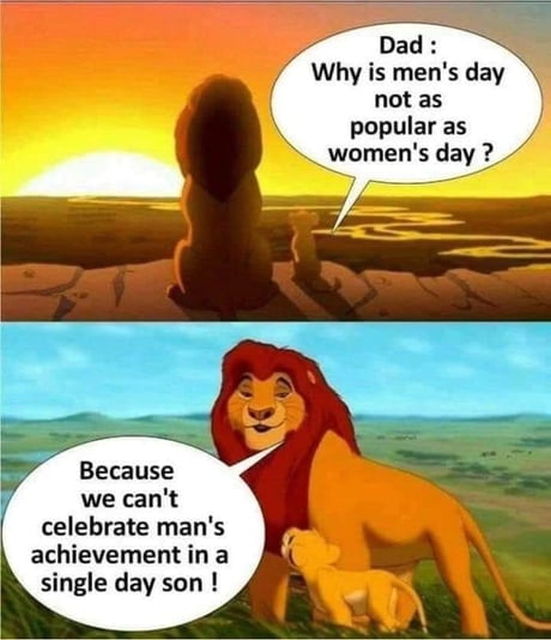 Dad :
Why is men's day
not as
popular as
women's day ?
Because
we can't
celebrate man's
achievement in a
single day son !